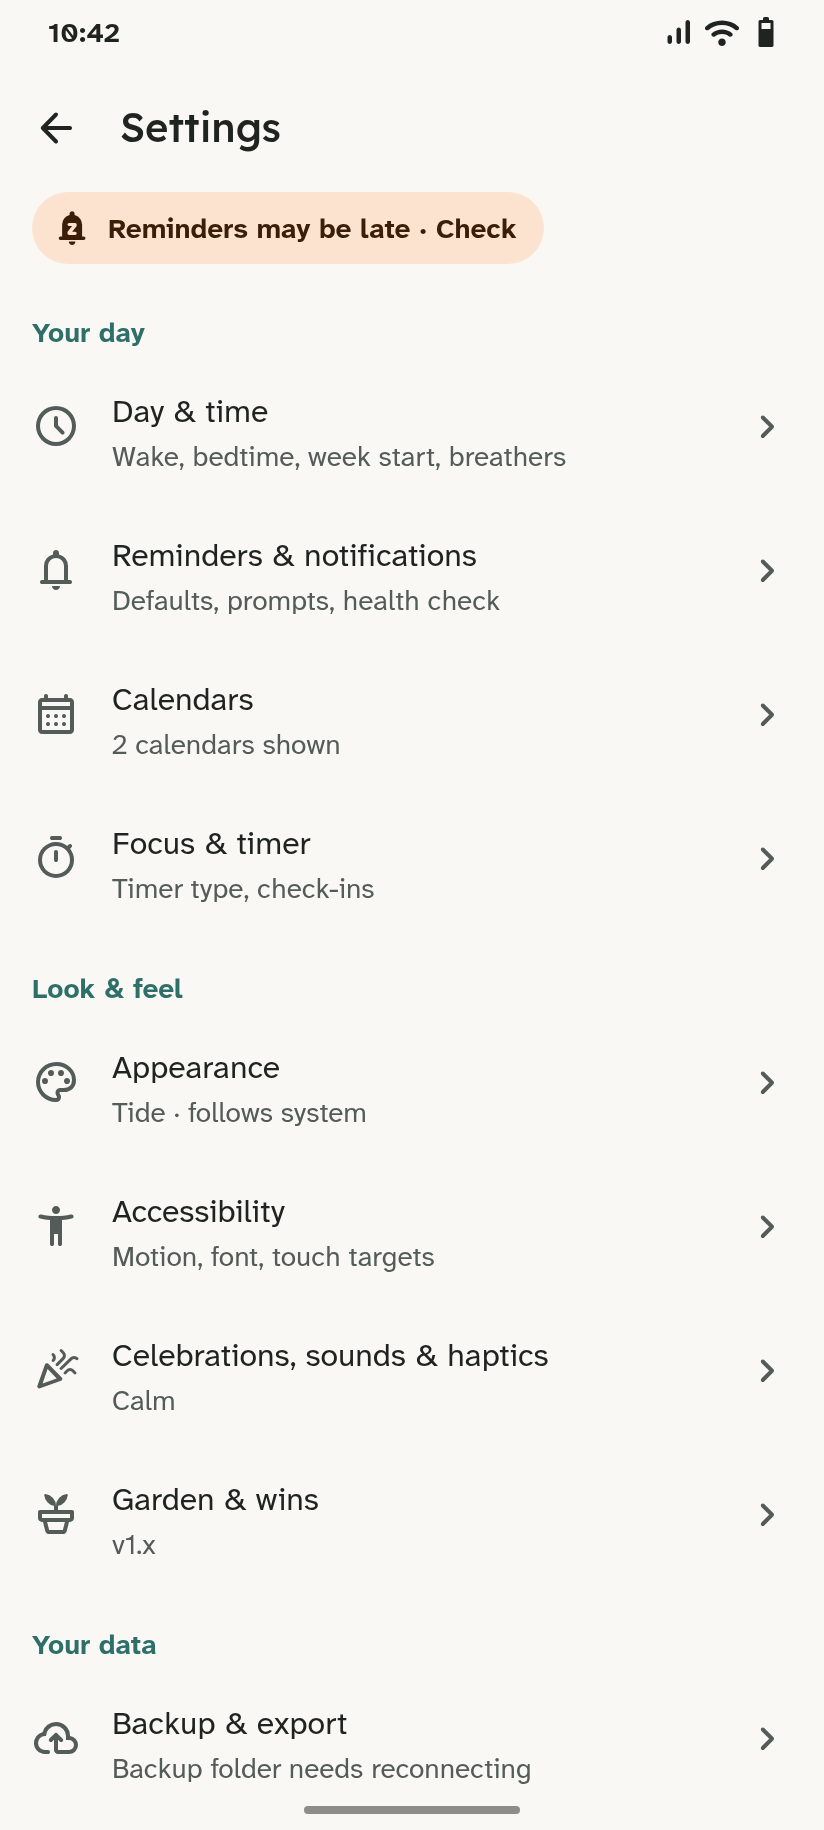 10:42
Settings
Reminders may be late · Check
Your day
Day & time
Wake, bedtime, week start, breathers
Reminders & notifications
Defaults, prompts, health check
Calendars
2 calendars shown
Focus & timer
Timer type, check-ins
Look & feel
Appearance
Tide · follows system
Accessibility
Motion, font, touch targets
Celebrations, sounds & haptics
Calm
Garden & wins
v1.x
Your data
Backup & export
Backup folder needs reconnecting